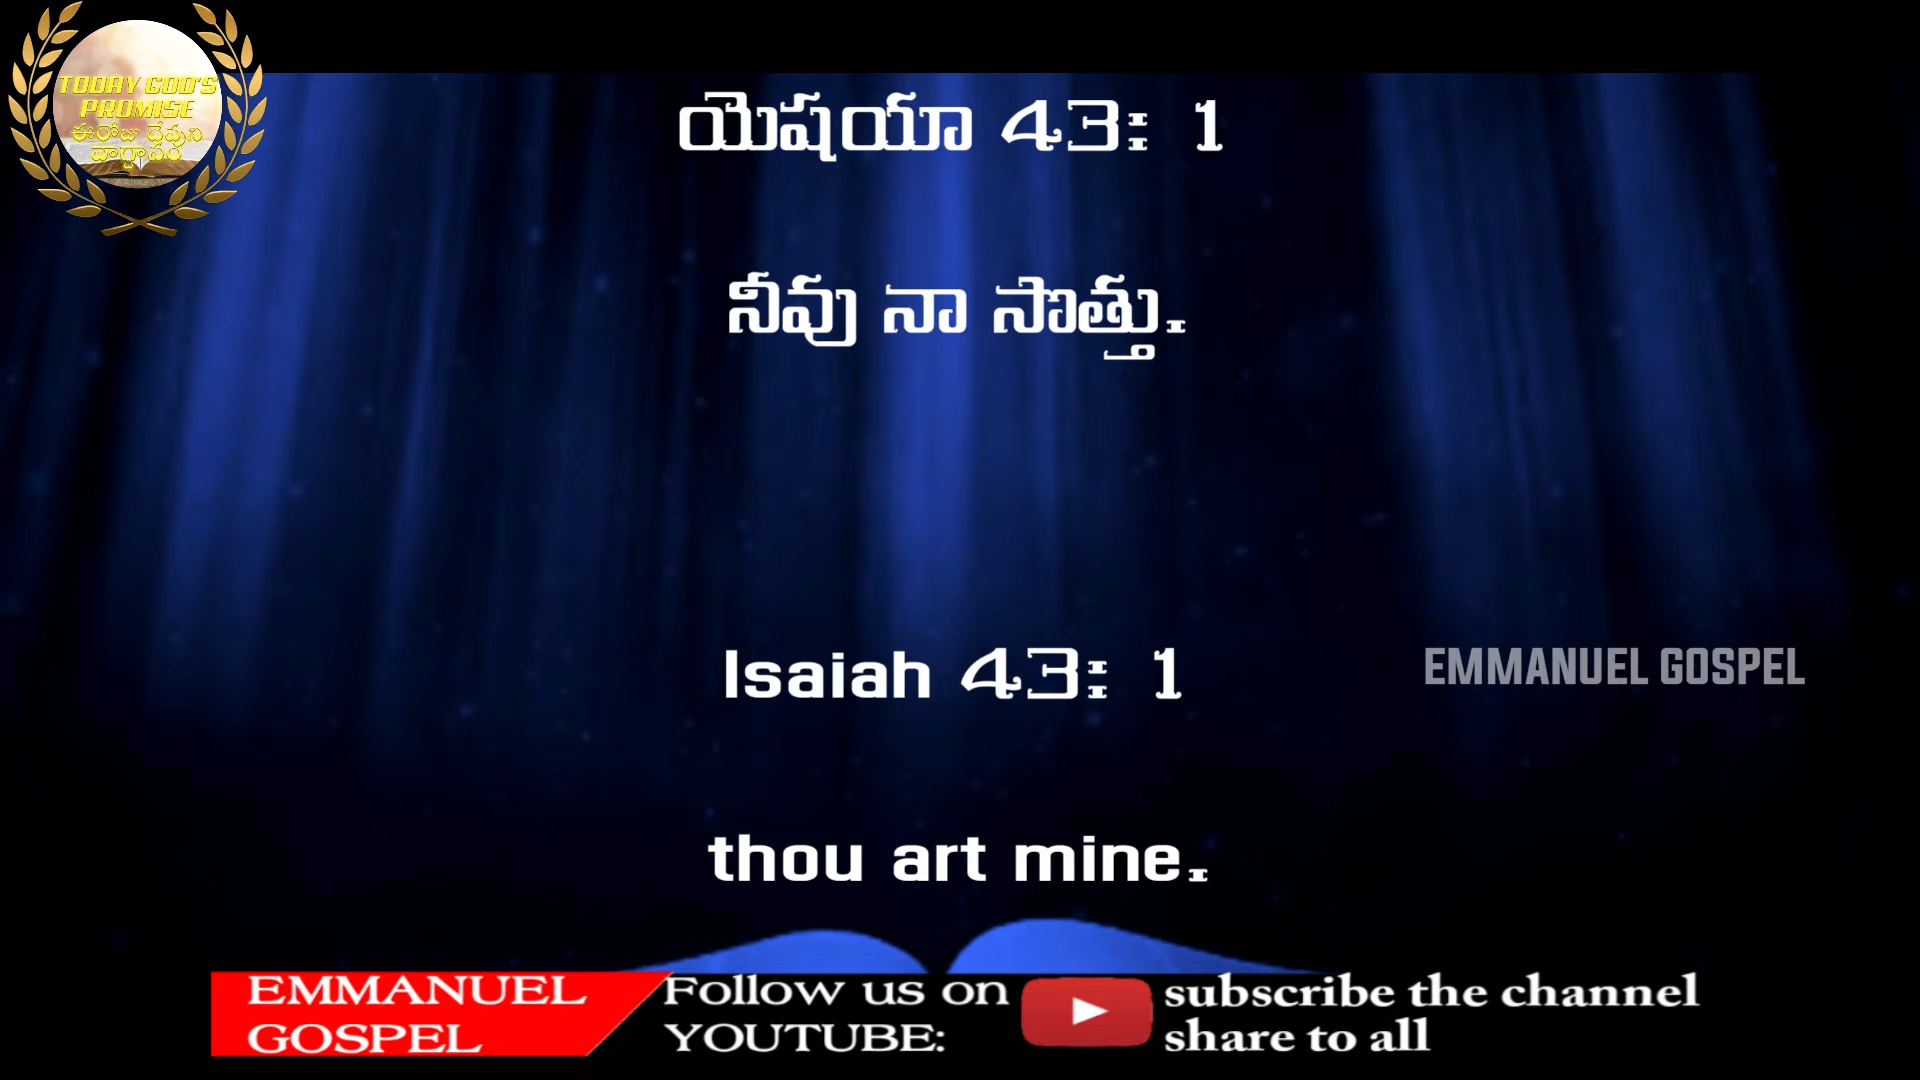 TODAY GOD'S
PROMISE
ఈరోజు దేవుని
వాగ్దానం
యెషయా 43: 1
నీవు నా సొత్తు.
Isaiah 43: 1
EMMANUEL GOSPEL
thou art mine.
EMMANUEL
GOSPEL
Follow us on
YOUTUBE:
subscribe the channel
share to all